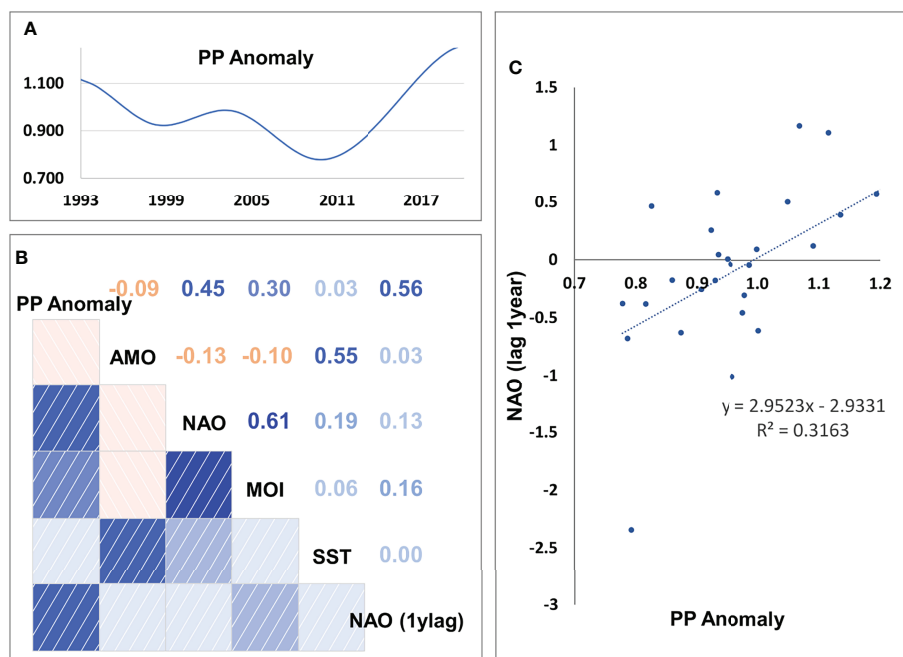 A
PP Anomaly
1.100
0.900
0.700
1993 1999 2005 2011 2017
B
-0.09 0.45 0.30 0.03 0.56
PP Anomaly
AMO -0.13 -0.10 0.55 0.03
NAO 0.61 0.19 0.13
MOI 0.06 0.16
SST 0.00
NAO (1ylag)
C
1.5
1
0.5
0
0.7 0.8 0.9 1.0 1.1 1.2
-0.5
-1
-1.5
-2
-2.5
-3
NAO (lag 1year)
y = 2.9523x - 2.9331
R² = 0.3163
PP Anomaly